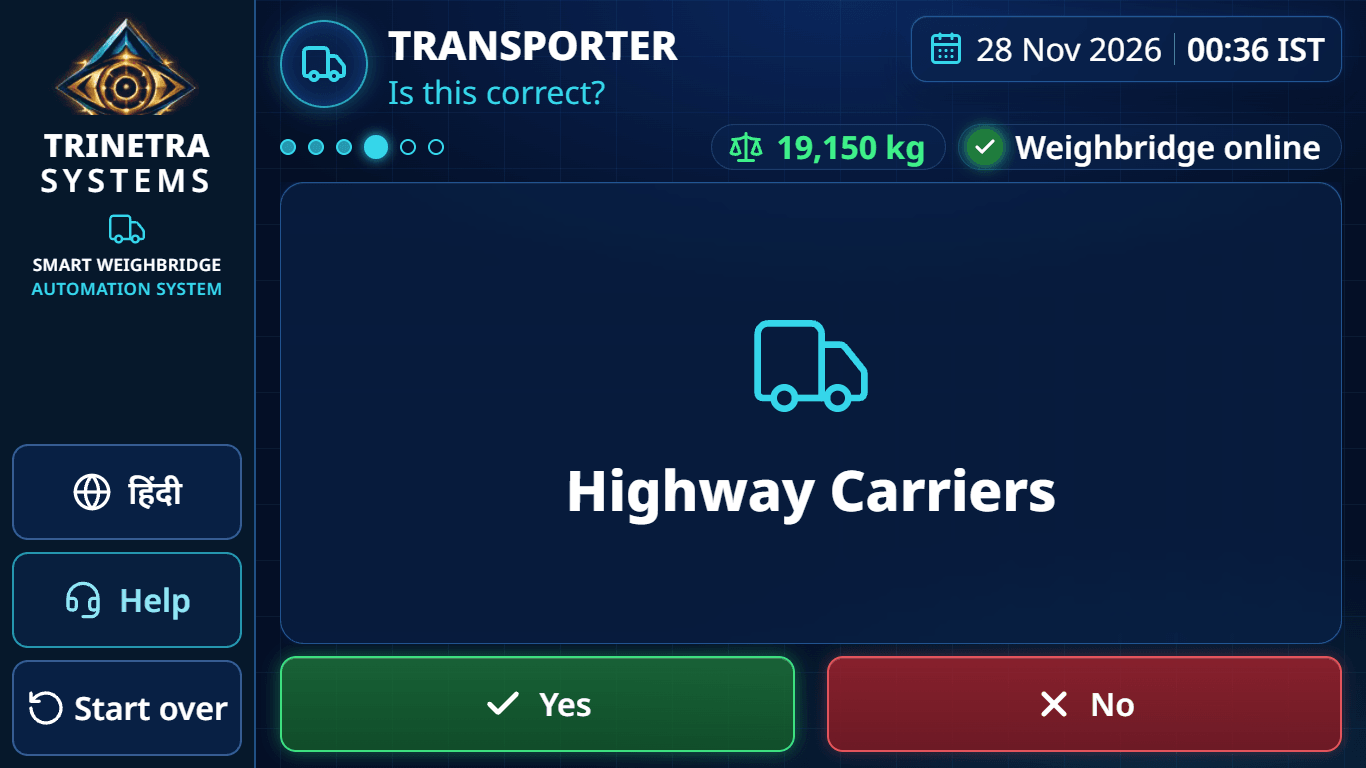 TRINETRA
SYSTEMS
SMART WEIGHBRIDGE
AUTOMATION SYSTEM
हिंदी
Help
Start over
TRANSPORTER
Is this correct?
28 Nov 2026
00:36 IST
19,150 kg
Weighbridge online
Highway Carriers
Yes
No